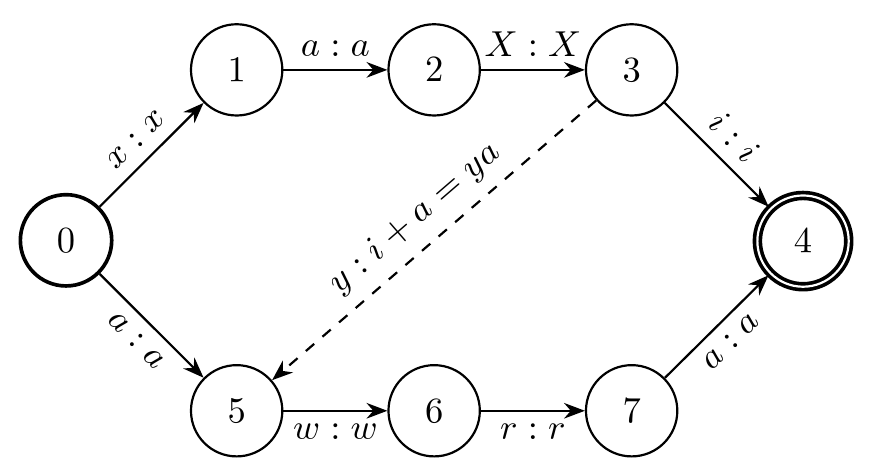 a : a
X : X
1
2
3
x : x
i : i
y : i + a = ya
0
4
a : a
a : a
5
6
7
w : w
r : r